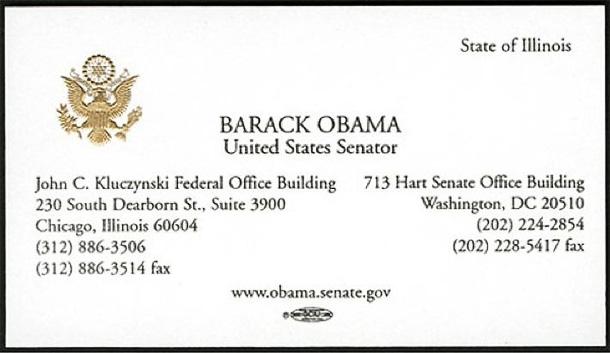 State of Illinois
BARACK OBAMA
United States Senator
John C. Kluczynski Federal Office Building
230 South Dearborn St., Suite 3900
Chicago, Illinois 60604
(312) 886-3506
(312) 886-3514 fax
713 Hart Senate Office Building
Washington, DC 20510
(202) 224-2854
(202) 228-5417 fax
www.obama.senate.gov